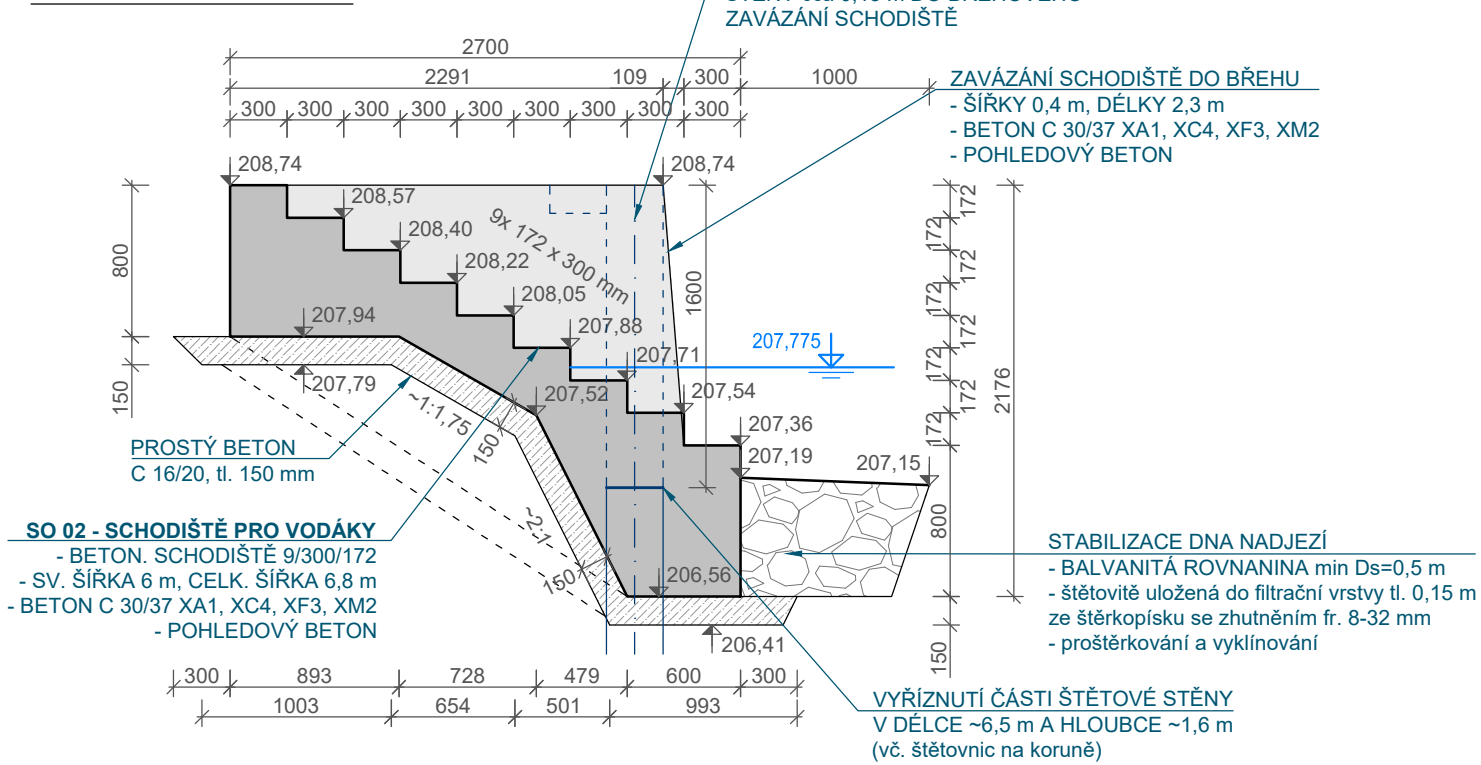 ZAVÁZÁNÍ SCHODIŠTĚ
2700
2291 109 300 1000
300 300 300 300 300 300 300 300 300
ZAVÁZÁNÍ SCHODIŠTĚ DO BŘEHU
- ŠÍŘKY 0,4 m, DÉLKY 2,3 m
- BETON C 30/37 XA1, XC4, XF3, XM2
- POHLEDOVÝ BETON
208,74
208,74
208,57
208,40
208,22
208,05
207,88
207,71
207,54
207,36
207,19
207,15
9x 172 x 300 mm
1600
207,775
207,94
207,79
207,52
206,56
206,41
800
150
~1:1,75
150
~2:1
150
172
172
172
172
172
172
172
172
2176
800
150
PROSTÝ BETON
C 16/20, tl. 150 mm
SO 02 - SCHODIŠTĚ PRO VODÁKY
- BETON. SCHODIŠTĚ 9/300/172
- SV. ŠÍŘKA 6 m, CELK. ŠÍŘKA 6,8 m
- BETON C 30/37 XA1, XC4, XF3, XM2
- POHLEDOVÝ BETON
STABILIZACE DNA NADJEZÍ
- BALVANITÁ ROVNANINA min Ds=0,5 m
- štětovitě uložená do filtrační vrstvy tl. 0,15 m
ze štěrkopísku se zhutněním fr. 8-32 mm
- proštěrkování a vyklínování
300 893 728 479 600 300
1003 654 501 993
VYŘÍZNUTÍ ČÁSTI ŠTĚTOVÉ STĚNY
V DÉLCE ~6,5 m A HLOUBCE ~1,6 m
(vč. štětovnic na koruně)